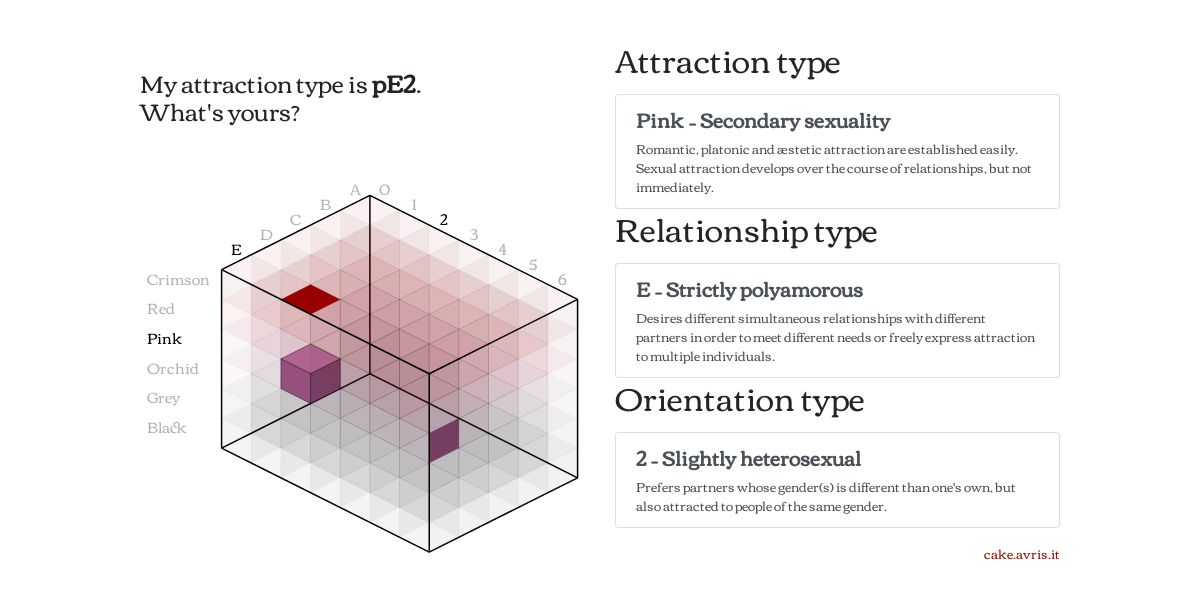 My attraction type is pE2.
What's yours?
A
O
B
1
C
2
D
3
E
4
5
6
Crimson
Red
Pink
Orchid
Grey
Black
Attraction type
Pink – Secondary sexuality
Romantic, platonic and æstetic attraction are established easily.
Sexual attraction develops over the course of relationships, but not
immediately.
Relationship type
E – Strictly polyamorous
Desires different simultaneous relationships with different
partners in order to meet different needs or freely express attraction
to multiple individuals.
Orientation type
2 – Slightly heterosexual
Prefers partners whose gender(s) is different than one's own, but
also attracted to people of the same gender.
cake.avris.it